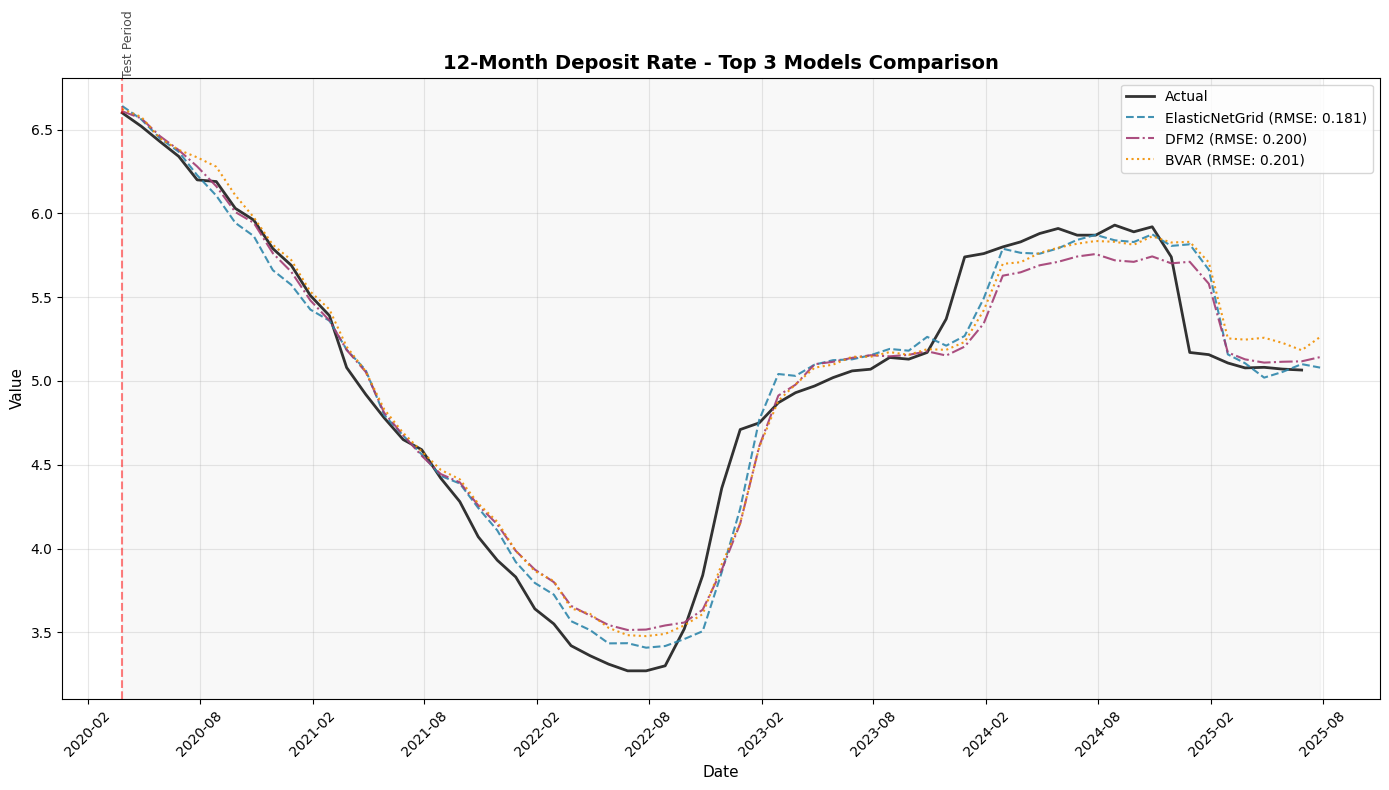 Test Period
12-Month Deposit Rate - Top 3 Models Comparison
Actual
ElasticNetGrid (RMSE: 0.181)
DFM2 (RMSE: 0.200)
BVAR (RMSE: 0.201)
Value
6.5
6.0
5.5
5.0
4.5
4.0
3.5
2020-02
2020-08
2021-02
2021-08
2022-02
2022-08
2023-02
2023-08
2024-02
2024-08
2025-02
2025-08
Date